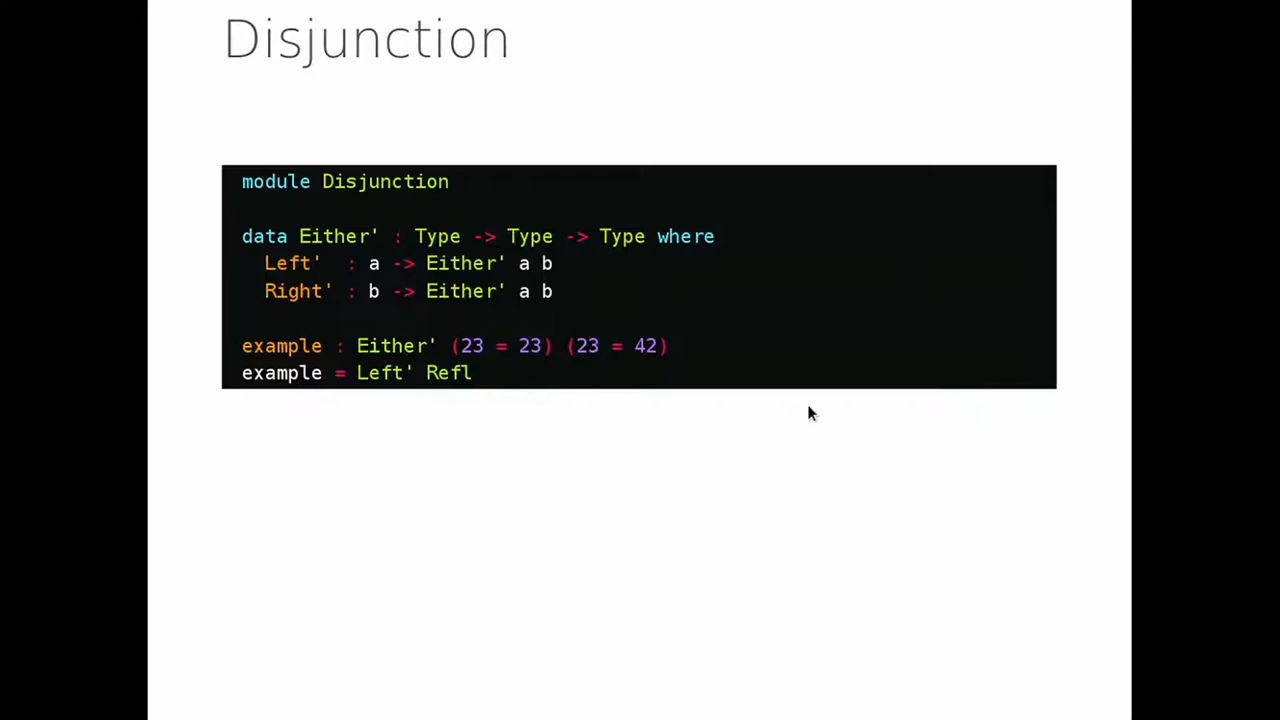 Disjunction
module Disjunction
data Either' : Type -> Type -> Type where
Left' : a -> Either' a b
Right' : b -> Either' a b
example : Either' (23 = 23) (23 = 42)
example = Left' Refl